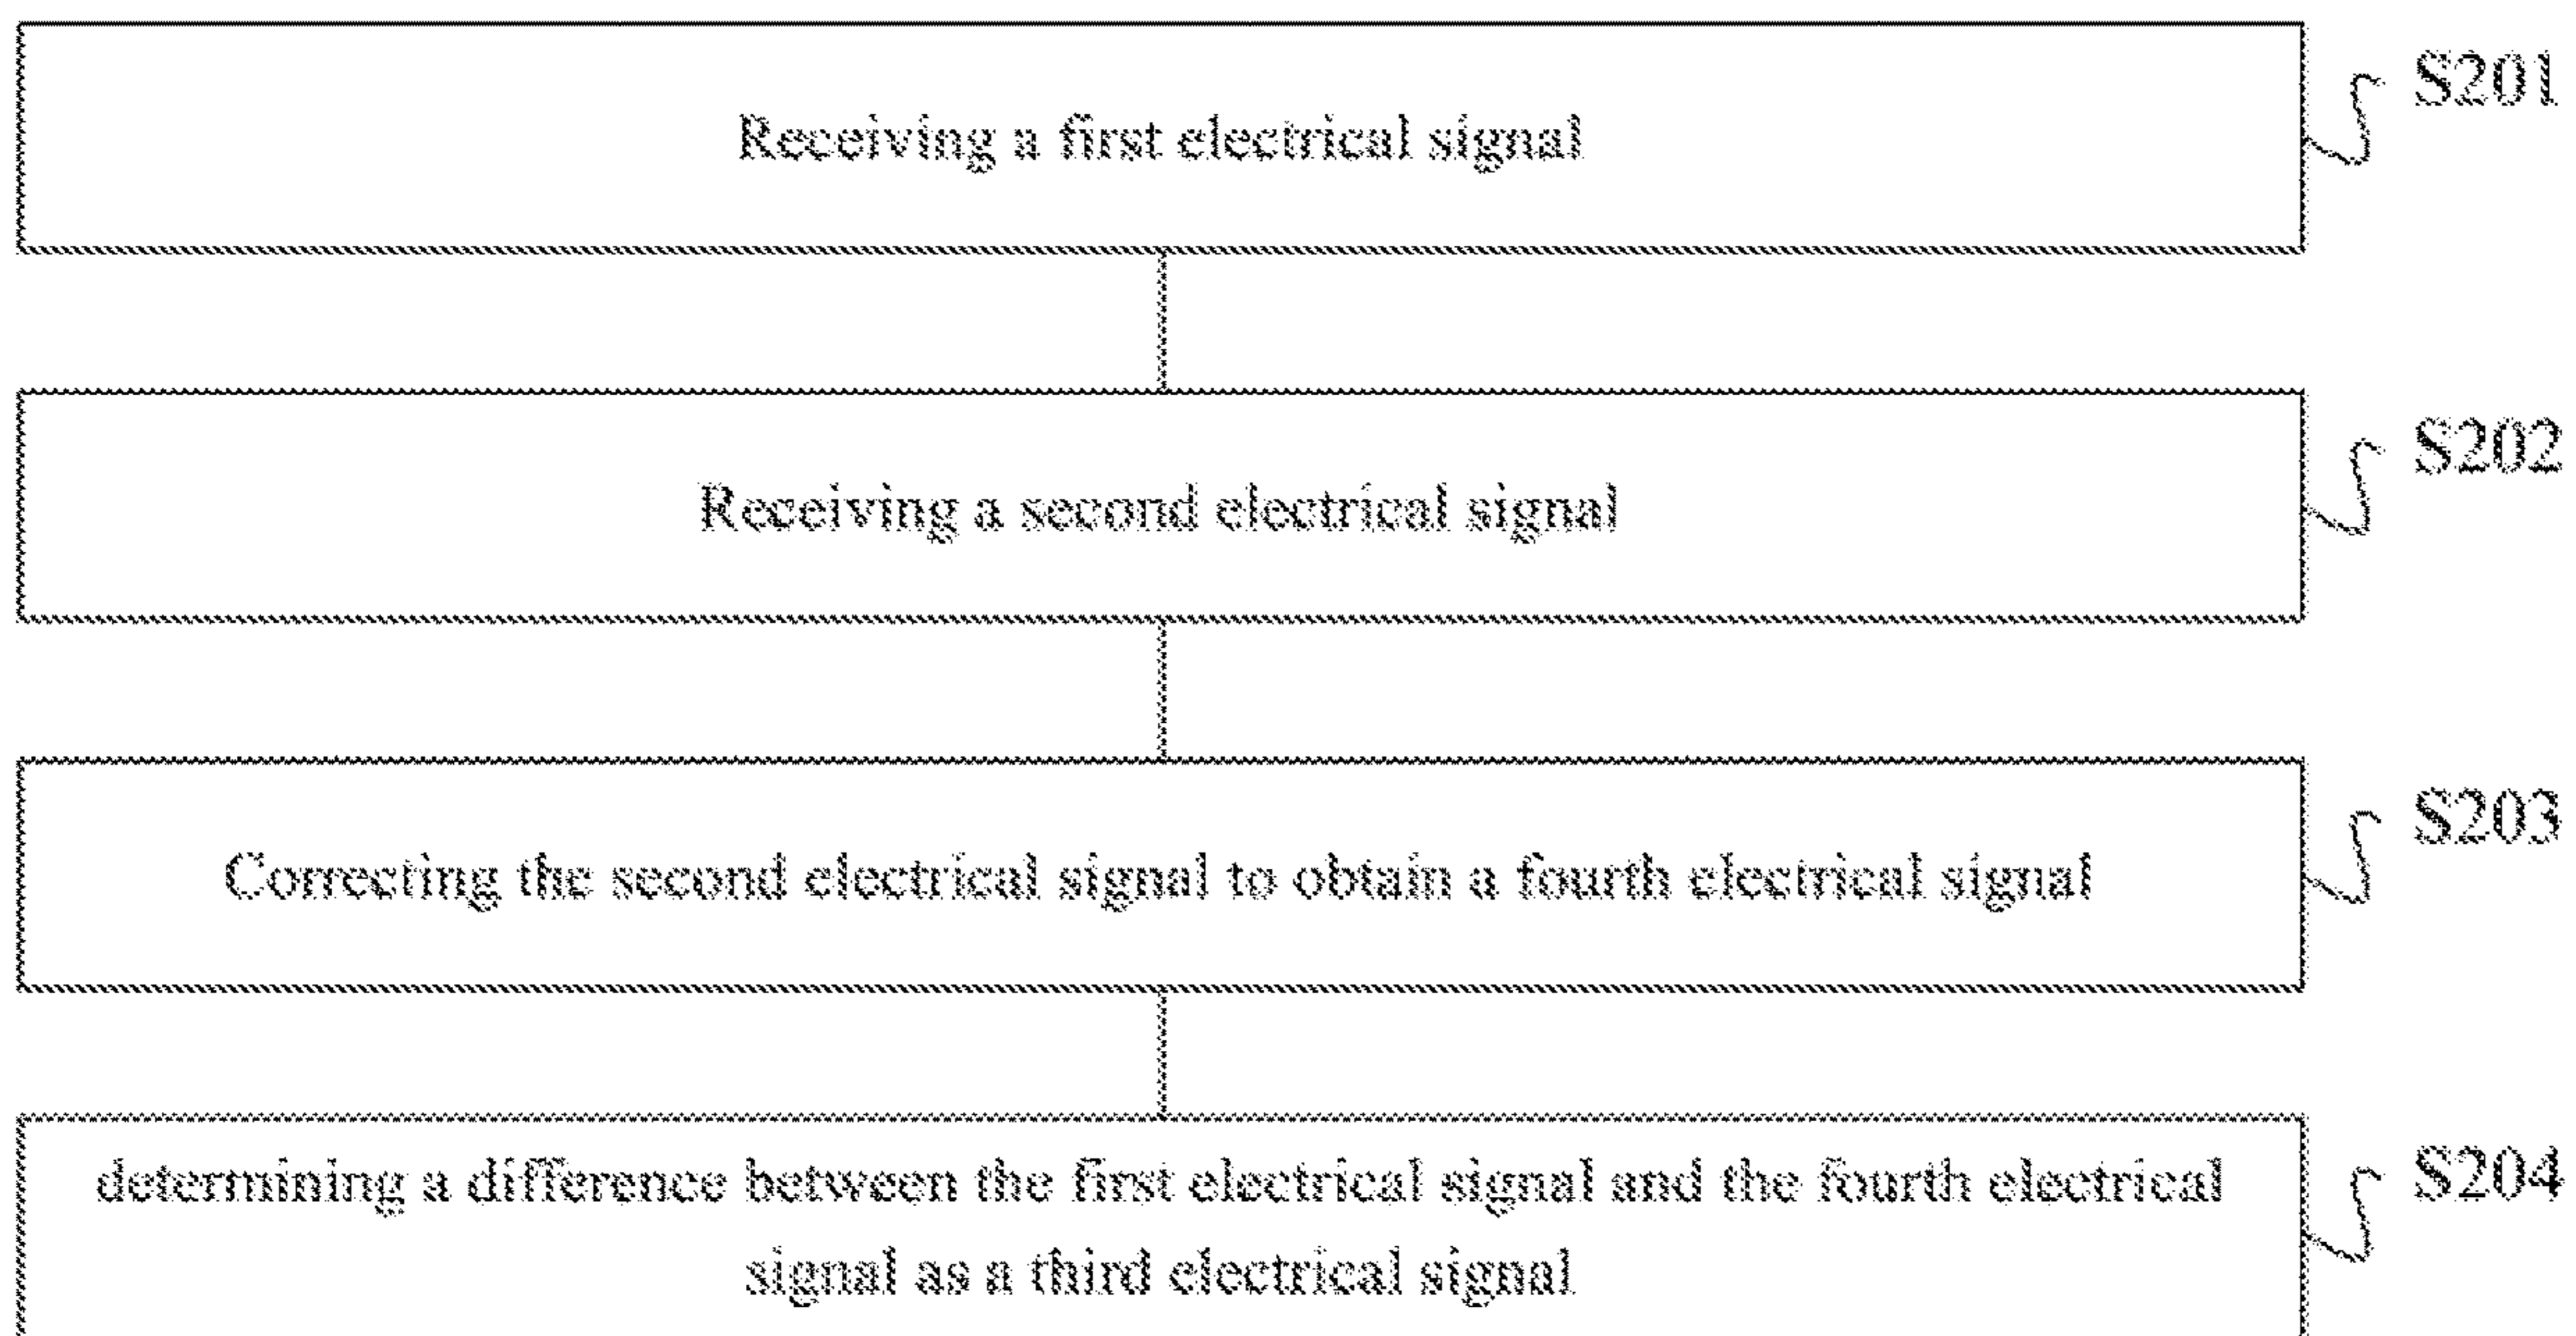 Receiving a first electrical signal
S201
Receiving a second electrical signal
S202
Correcting the second electrical signal to obtain a fourth electrical signal
S203
determining a difference between the first electrical signal and the fourth electrical
signal as a third electrical signal
S204